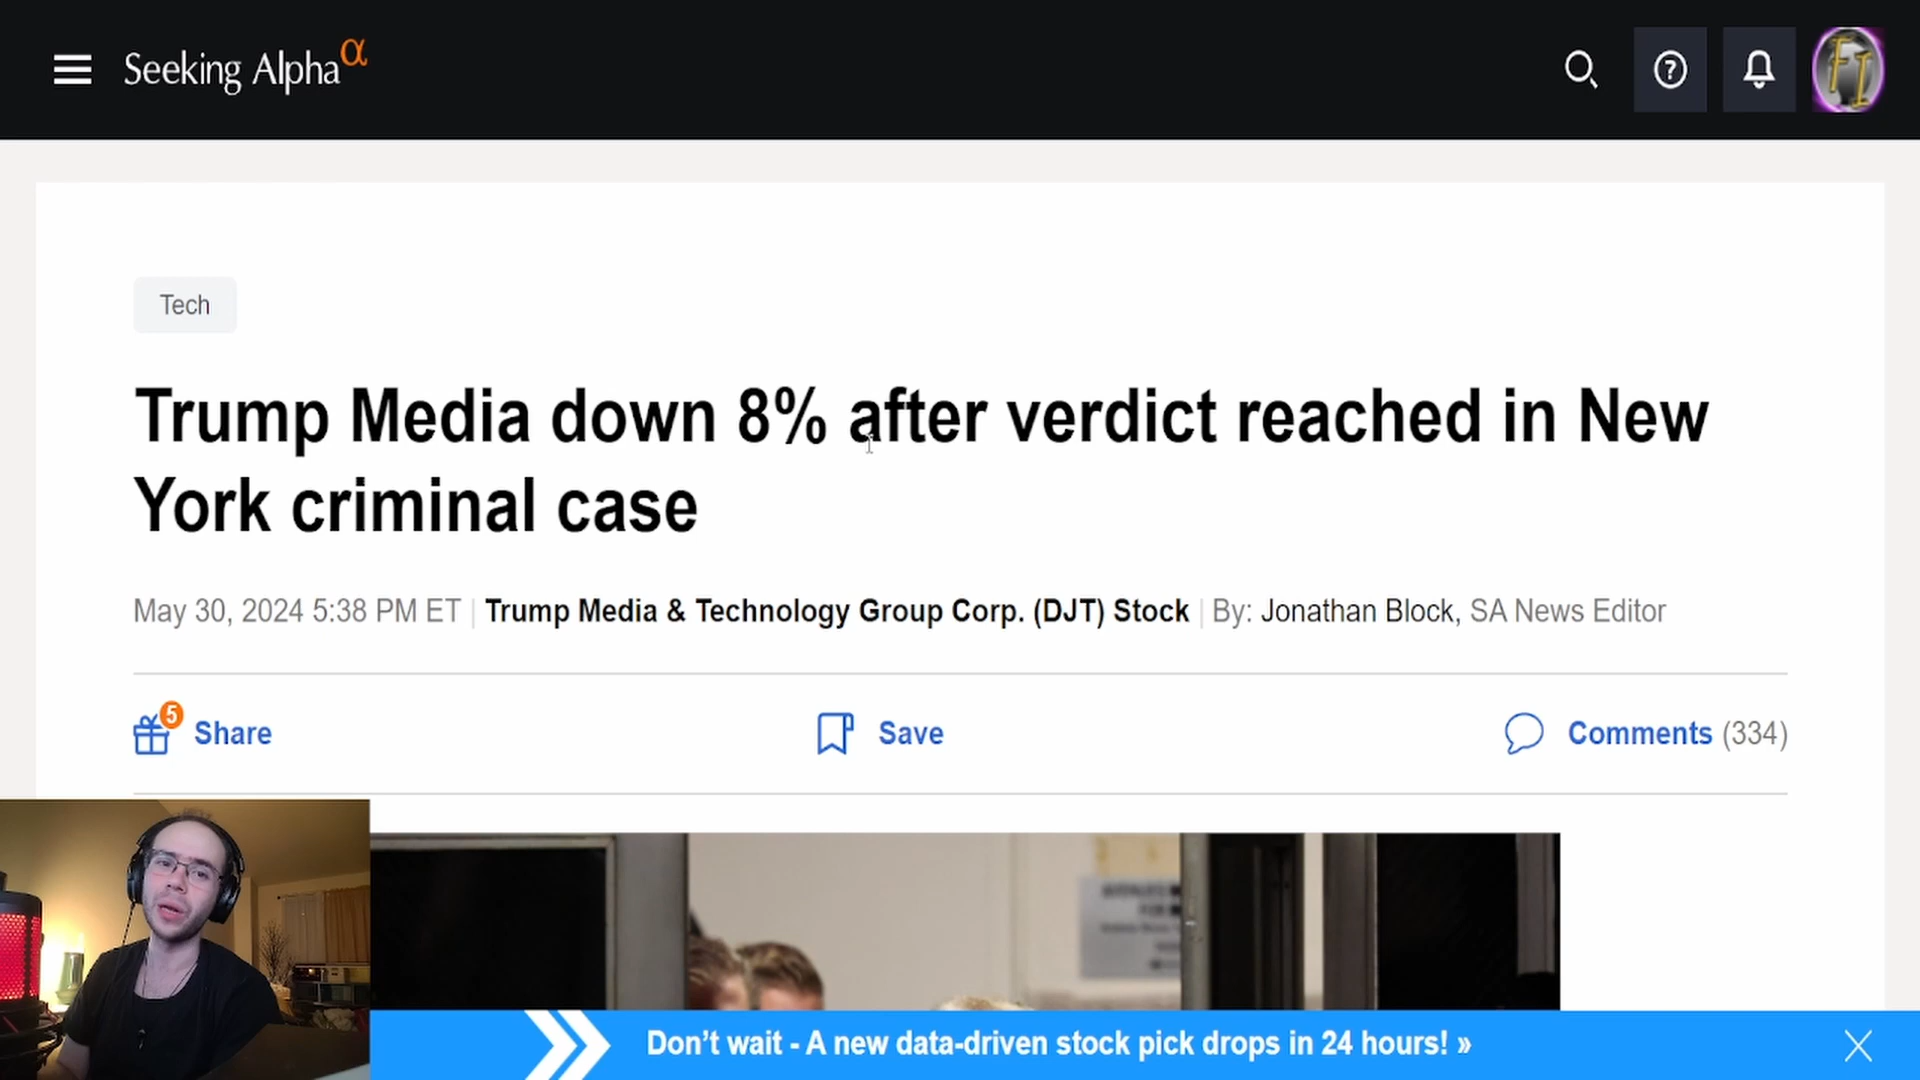 Seeking Alpha α
Tech
Trump Media down 8% after verdict reached in New
York criminal case
May 30, 2024 5:38 PM ET | Trump Media & Technology Group Corp. (DJT) Stock | By: Jonathan Block, SA News Editor
5 Share Save Comments (334)
Don't wait - A new data-driven stock pick drops in 24 hours! »